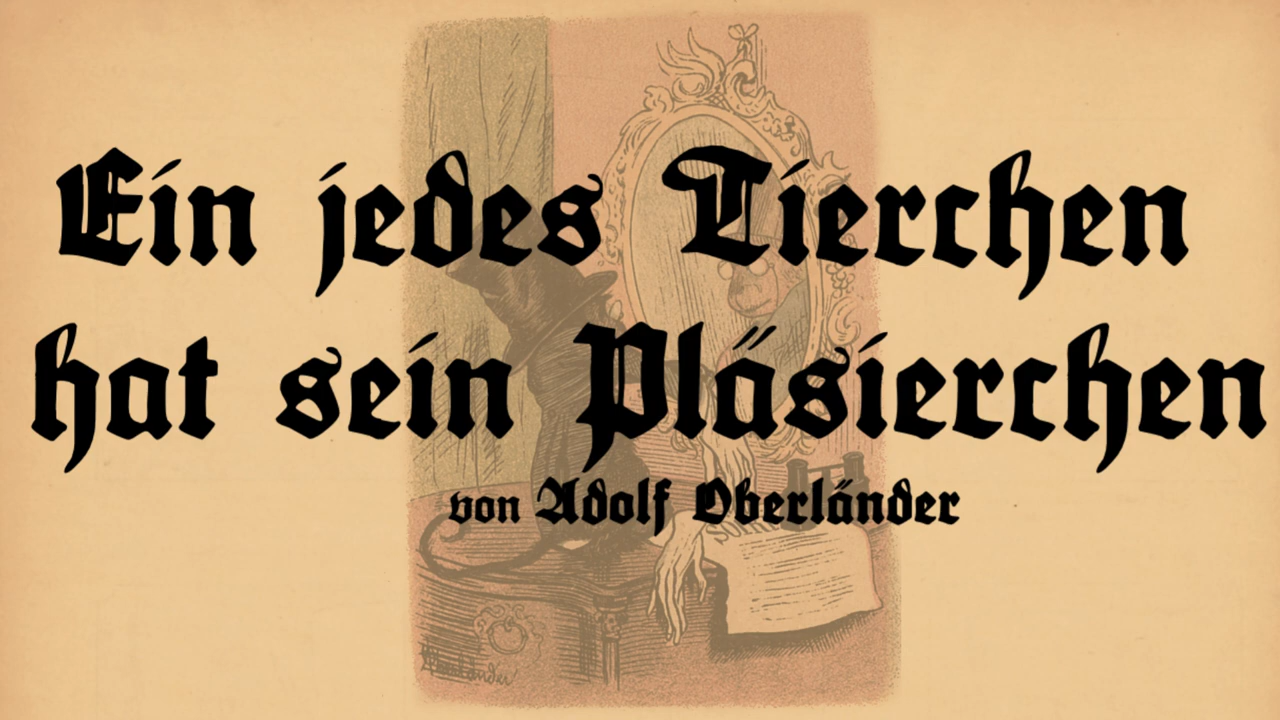 Ein jedes Tierchen
hat sein Pläsierchen
von Adolf Oberländer